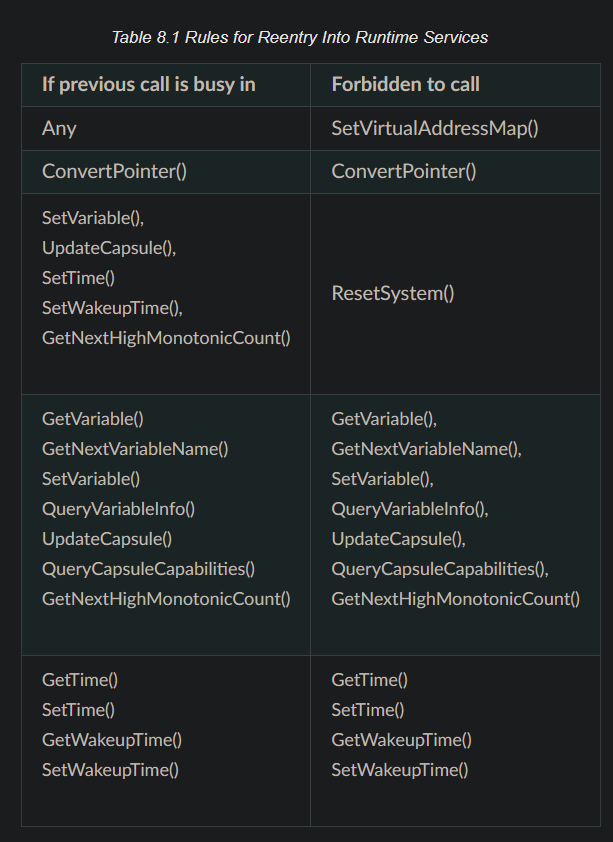 Table 8.1 Rules for Reentry Into Runtime Services
If previous call is busy in
Forbidden to call
Any
SetVirtualAddressMap()
ConvertPointer()
ConvertPointer()
SetVariable(),
UpdateCapsule(),
SetTime()
SetWakeupTime(),
GetNextHighMonotonicCount()
ResetSystem()
GetVariable()
GetNextVariableName()
SetVariable()
QueryVariableInfo()
UpdateCapsule()
QueryCapsuleCapabilities()
GetNextHighMonotonicCount()
GetVariable(),
GetNextVariableName(),
SetVariable(),
QueryVariableInfo(),
UpdateCapsule(),
QueryCapsuleCapabilities(),
GetNextHighMonotonicCount()
GetTime()
SetTime()
GetWakeupTime()
SetWakeupTime()
GetTime()
SetTime()
GetWakeupTime()
SetWakeupTime()